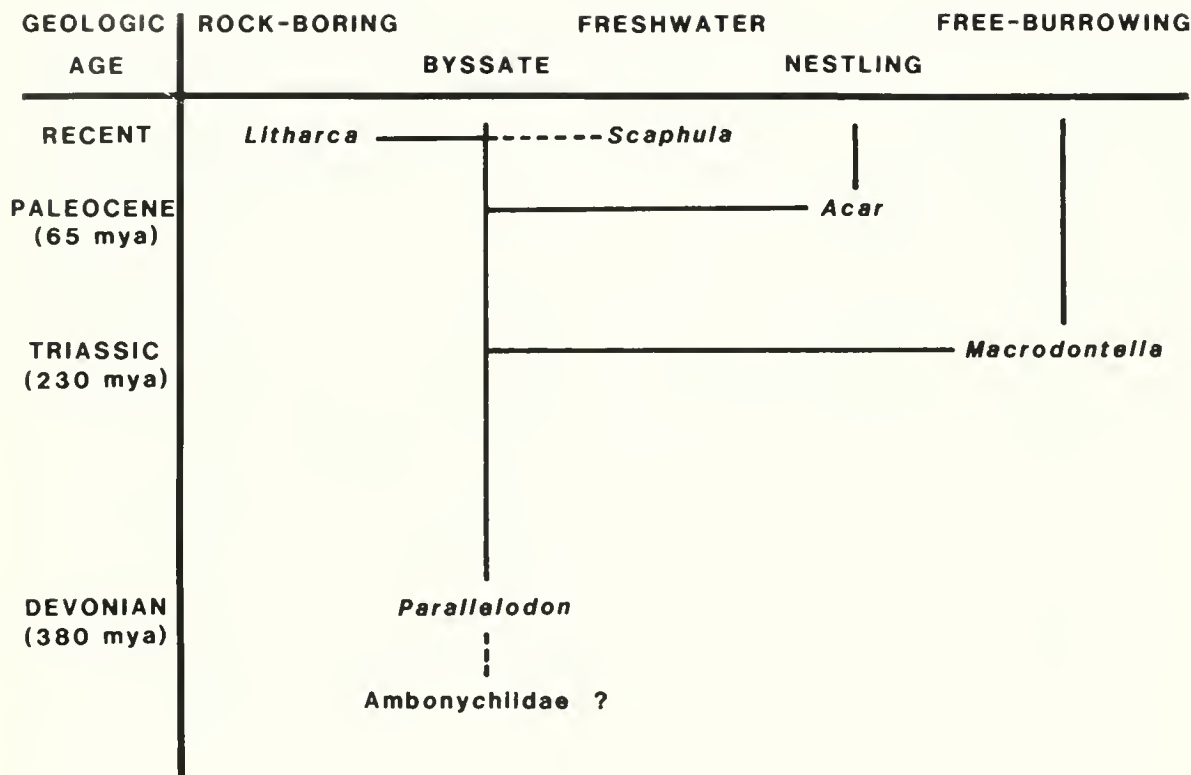 GEOLOGIC ROCK-BORING FRESHWATER FREE-BURROWING
AGE BYSSATE NESTLING
RECENT Litharca Scaphula
PALEOCENE Acar
(65 mya)
TRIASSIC Macrodontella
(230 mya)
DEVONIAN Parallelodon
(380 mya)
Ambonychiidae ?